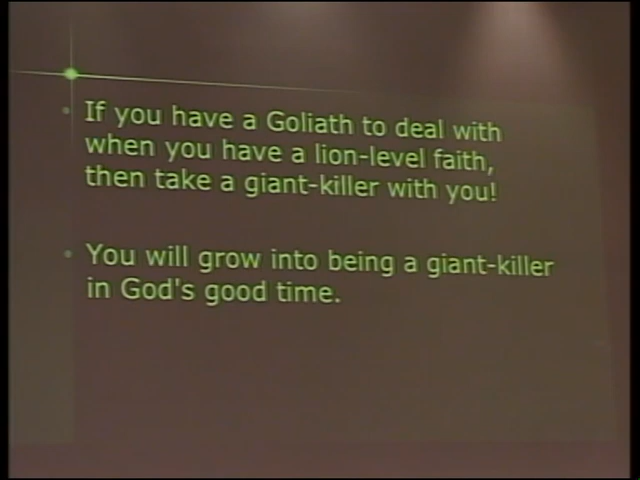 If you have a Goliath to deal with
when you have a lion-level faith,
then take a giant-killer with you!
You will grow into being a giant-killer
in God's good time.